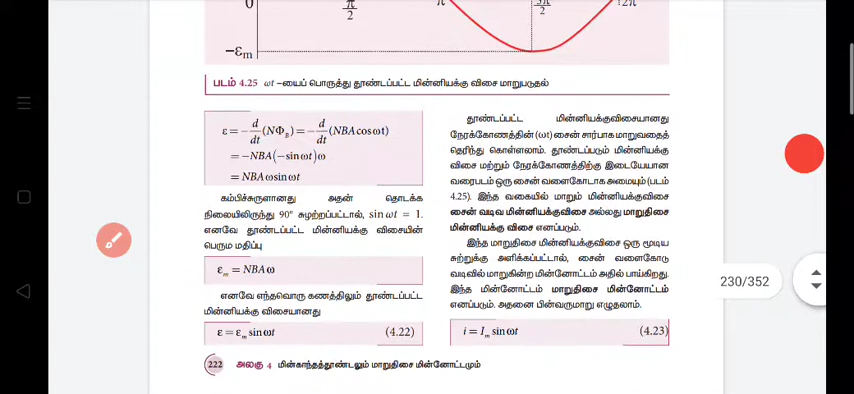 0
π/2
π
3π/2
2π
−εm
படம் 4.25 ωt −யைப் பொருத்து தூண்டப்பட்ட மின்னியக்கு விசை மாறுபடுதல்
ε = − d/dt (NΦB) = − d/dt (NBA cos ωt)
= −NBA(−sin ωt)ω
= NBA ω sin ωt
கம்பிச்சுருளானது அதன் தொடக்க
நிலையிலிருந்து 90° சுழற்றப்பட்டால், sin ωt = 1.
எனவே தூண்டப்பட்ட மின்னியக்கு விசையின்
பெரும மதிப்பு
εm = NBA ω
எனவே எந்தவொரு கணத்திலும் தூண்டப்பட்ட
மின்னியக்கு விசையானது
ε = εm sin ωt (4.22)
தூண்டப்பட்ட மின்னியக்குவிசையானது
நேரக்கோணத்தின் (ωt) சைன் சார்பாக மாறுவதைத்
தெரிந்து கொள்ளலாம். தூண்டப்படும் மின்னியக்கு
விசை மற்றும் நேரக்கோணத்திற்கு இடையேயான
வரைபடம் ஒரு சைன் வளைகோடாக அமையும் (படம்
4.25). இந்த வகையில் மாறும் மின்னியக்குவிசை
சைன் வடிவ மின்னியக்குவிசை அல்லது மாறுதிசை
மின்னியக்கு விசை எனப்படும்.
இந்த மாறுதிசை மின்னியக்குவிசை ஒரு மூடிய
சுற்றுக்கு அளிக்கப்பட்டால், சைன் வளைகோடு
வடிவில் மாறுகின்ற மின்னோட்டம் அதில் பாய்கிறது.
இந்த மின்னோட்டம் மாறுதிசை மின்னோட்டம்
எனப்படும். அதனை பின்வருமாறு எழுதலாம்.
i = Im sin ωt (4.23)
222 அலகு 4 மின்காந்தத்தூண்டலும் மாறுதிசை மின்னோட்டமும்
230/352